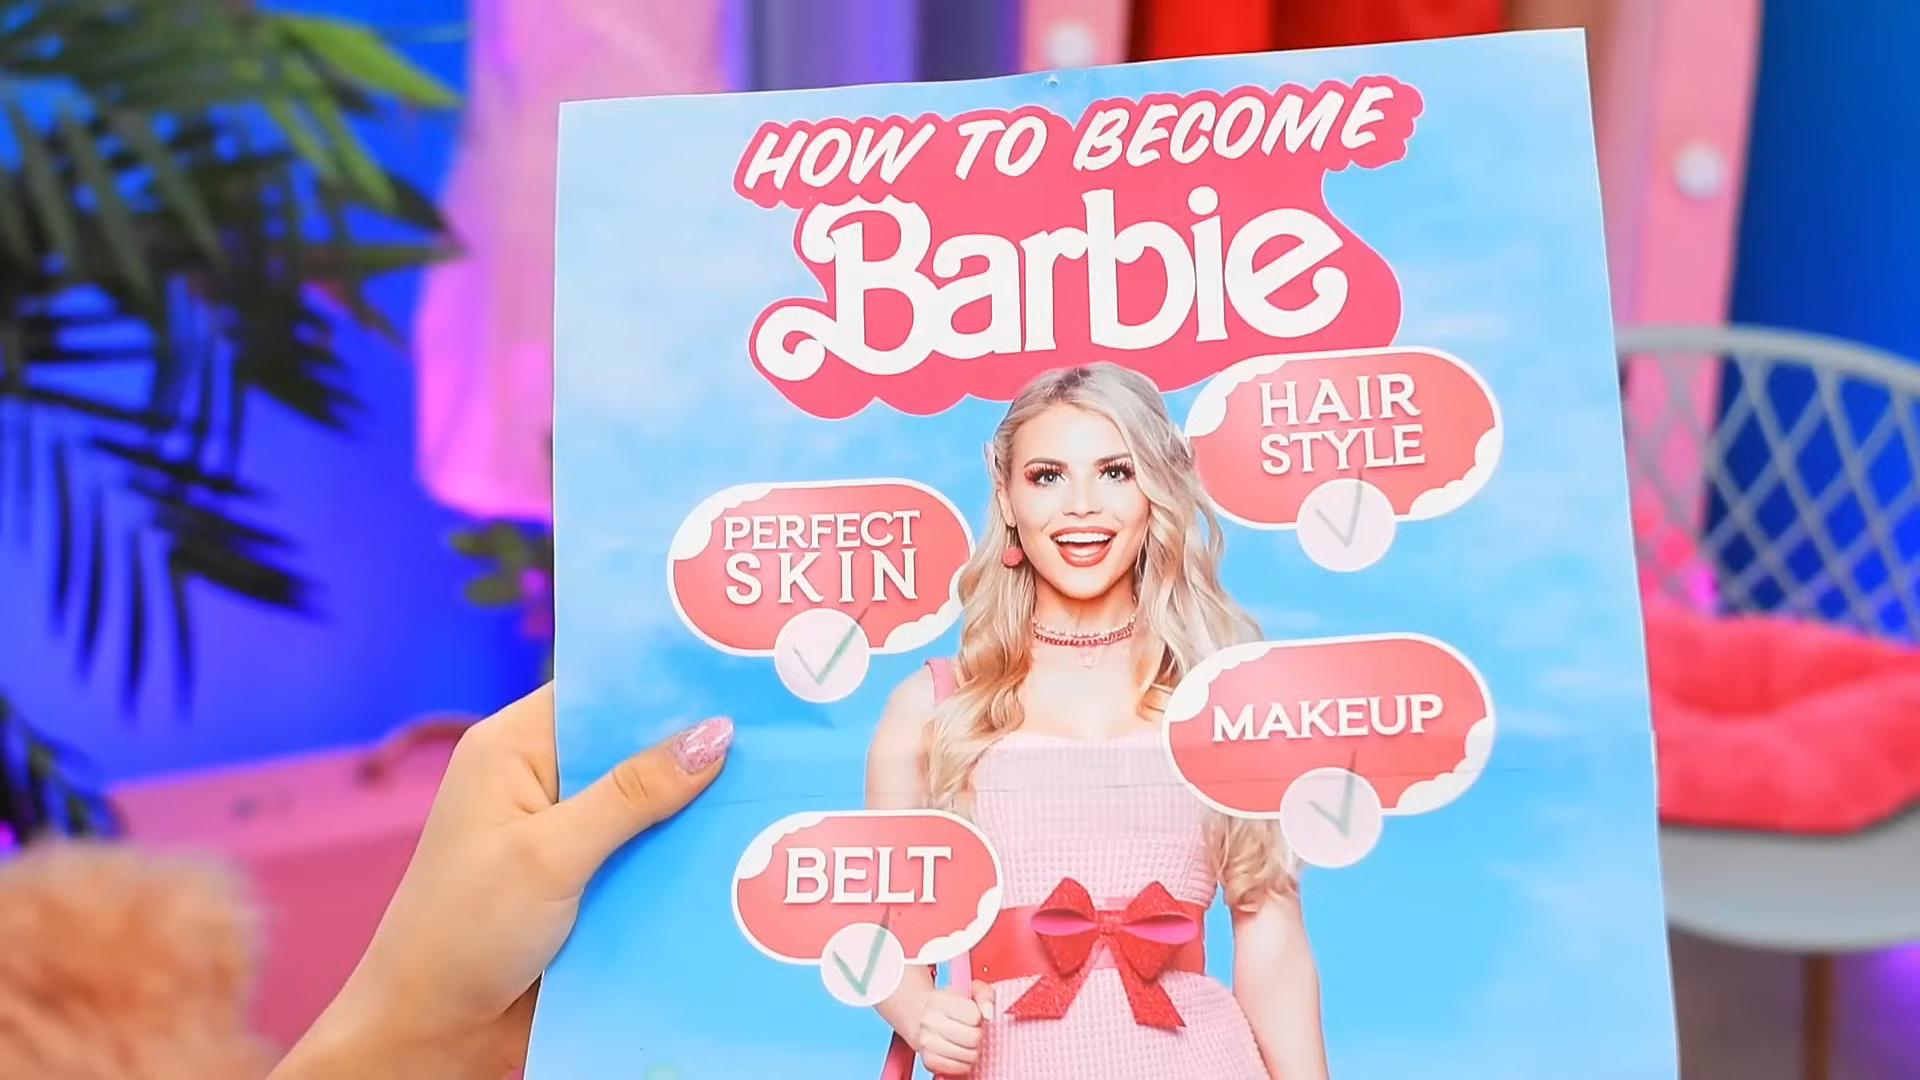 HOW TO BECOME
Barbie
HAIR
STYLE
PERFECT
SKIN
MAKEUP
BELT